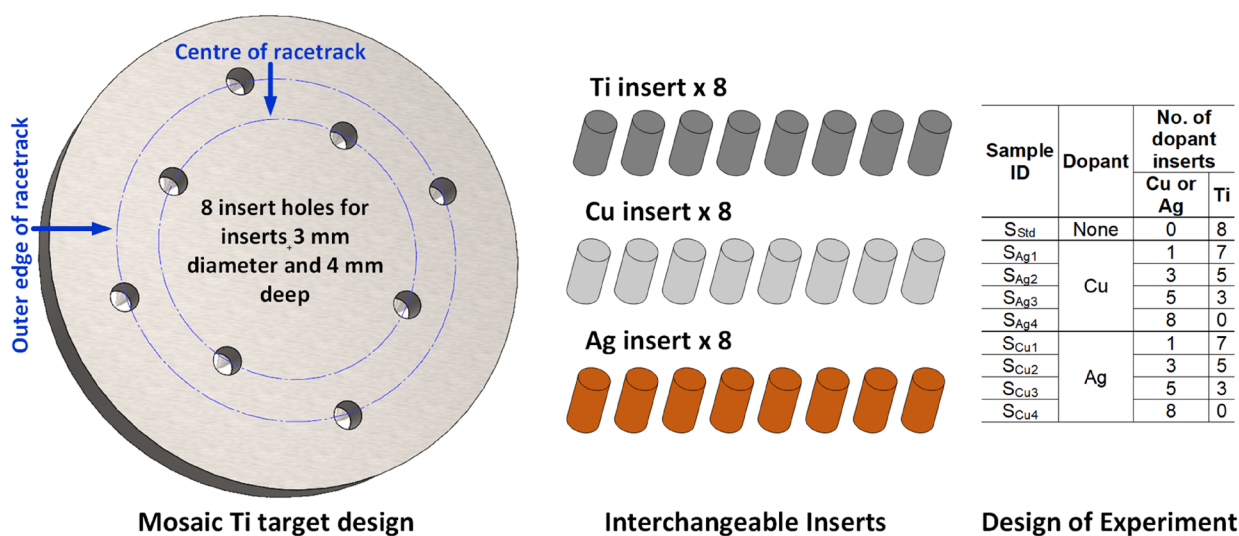 Centre of racetrack
Outer edge of racetrack
8 insert holes for
inserts 3 mm
diameter and 4 mm
deep
Mosaic Ti target design
Ti insert x 8
Cu insert x 8
Ag insert x 8
Interchangeable Inserts
Sample ID Dopant No. of dopant inserts
Cu or Ag Ti
SStd None 0 8
SAg1 Cu 1 7
SAg2 3 5
SAg3 5 3
SAg4 8 0
SCu1 Ag 1 7
SCu2 3 5
SCu3 5 3
SCu4 8 0
Design of Experiment